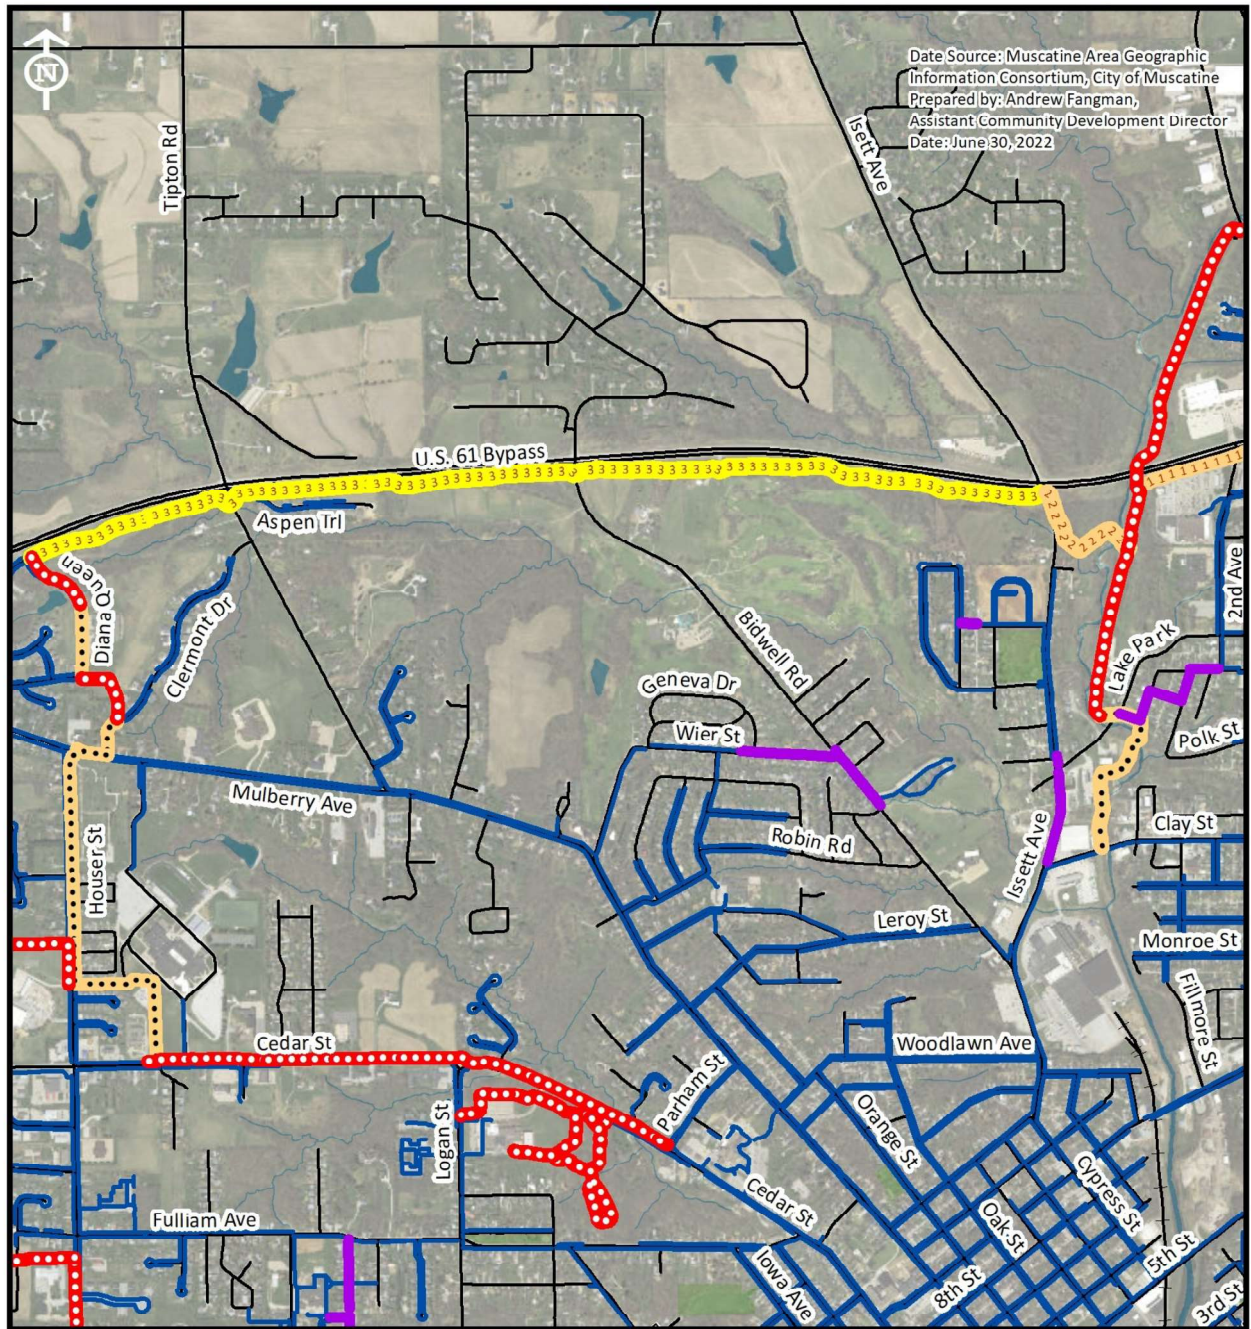 N
Date Source: Muscatine Area Geographic
Information Consortium, City of Muscatine
Prepared by: Andrew Fangman,
Assistant Community Development Director
Date: June 30, 2022
Tipton Rd
Isett Ave
U.S. 61 Bypass
Aspen Trl
Diana Queen
Clermont Dr
2nd Ave
Bidwell Rd
Lake Park
Geneva Dr
Wier St
Polk St
Mulberry Ave
Robin Rd
Clay St
Houser St
Issett Ave
Leroy St
Monroe St
Fillmore St
Cedar St
Woodlawn Ave
Parham St
Orange St
Logan St
Cypress St
Cedar St
Fulliam Ave
Oak St
5th St
Iowa Ave
8th St
3rd St